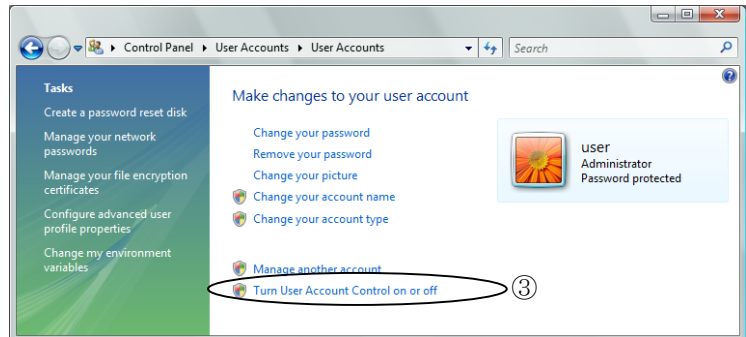 Control Panel ▸ User Accounts ▸ User Accounts
Search
Tasks
Create a password reset disk
Manage your network
passwords
Manage your file encryption
certificates
Configure advanced user
profile properties
Change my environment
variables
Make changes to your user account
Change your password
Remove your password
Change your picture
Change your account name
Change your account type
Manage another account
Turn User Account Control on or off
③
user
Administrator
Password protected